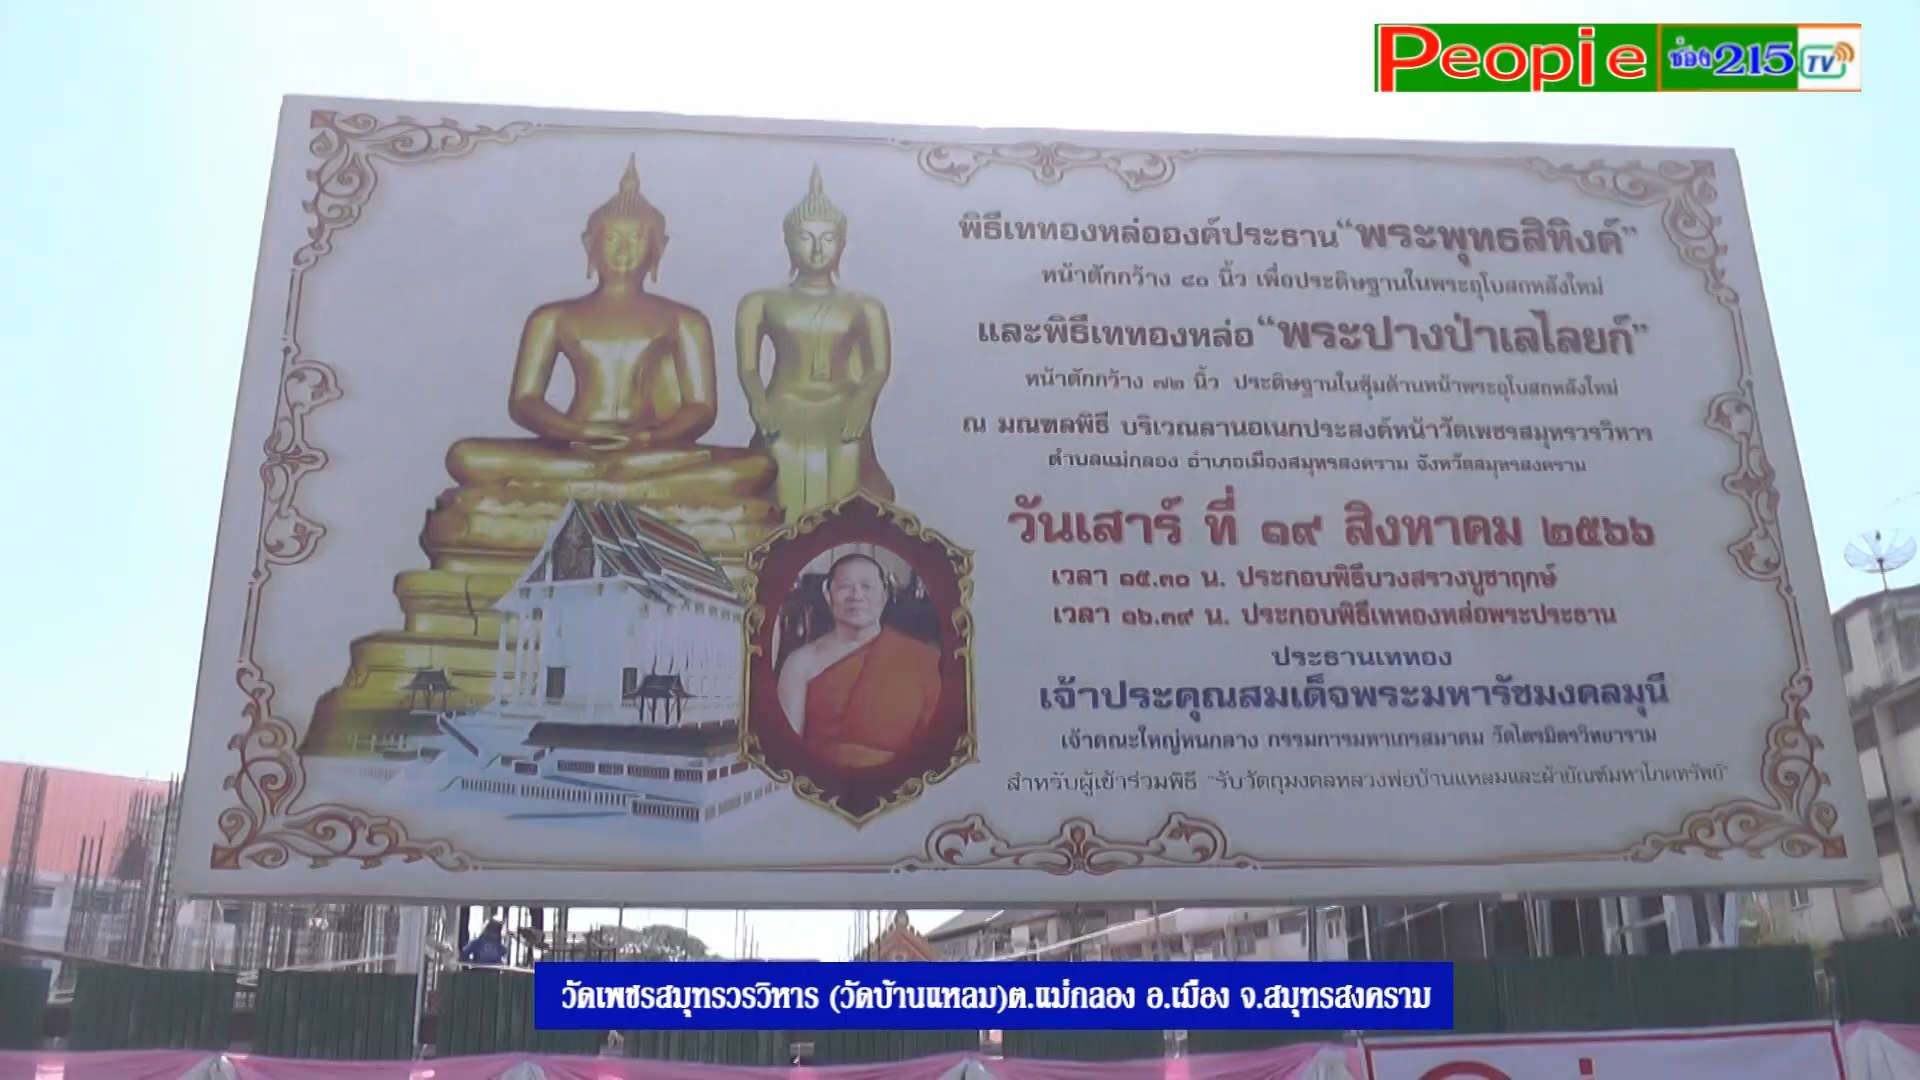 Peopie ช่อง215 TV
พิธีเททองหล่อองค์ประธาน "พระพุทธสิหิงค์"
หน้าตักกว้าง ๘๐ นิ้ว เพื่อประดิษฐานในพระอุโบสถหลังใหม่
และพิธีเททองหล่อ "พระปางป่าเลไลยก์"
หน้าตักกว้าง ๗๒ นิ้ว ประดิษฐานในซุ้มด้านหน้าพระอุโบสถหลังใหม่
ณ มณฑลพิธี บริเวณลานอเนกประสงค์หน้าวัดเพชรสมุทรวรวิหาร
ตำบลแม่กลอง อำเภอเมืองสมุทรสงคราม จังหวัดสมุทรสงคราม
วันเสาร์ ที่ ๑๙ สิงหาคม ๒๕๖๖
เวลา ๑๕.๓๐ น. ประกอบพิธีบวงสรวงบูชาฤกษ์
เวลา ๑๖.๓๙ น. ประกอบพิธีเททองหล่อพระประธาน
ประธานเททอง
เจ้าประคุณสมเด็จพระมหารัชมงคลมุนี
เจ้าคณะใหญ่หนกลาง กรรมการมหาเถรสมาคม วัดไตรมิตรวิทยาราม
สำหรับผู้เข้าร่วมพิธี "รับวัตถุมงคลหลวงพ่อบ้านแหลมและผ้ายันต์มหาโภคทรัพย์"
วัดเพชรสมุทรวรวิหาร (วัดบ้านแหลม)ต.แม่กลอง อ.เมือง จ.สมุทรสงคราม